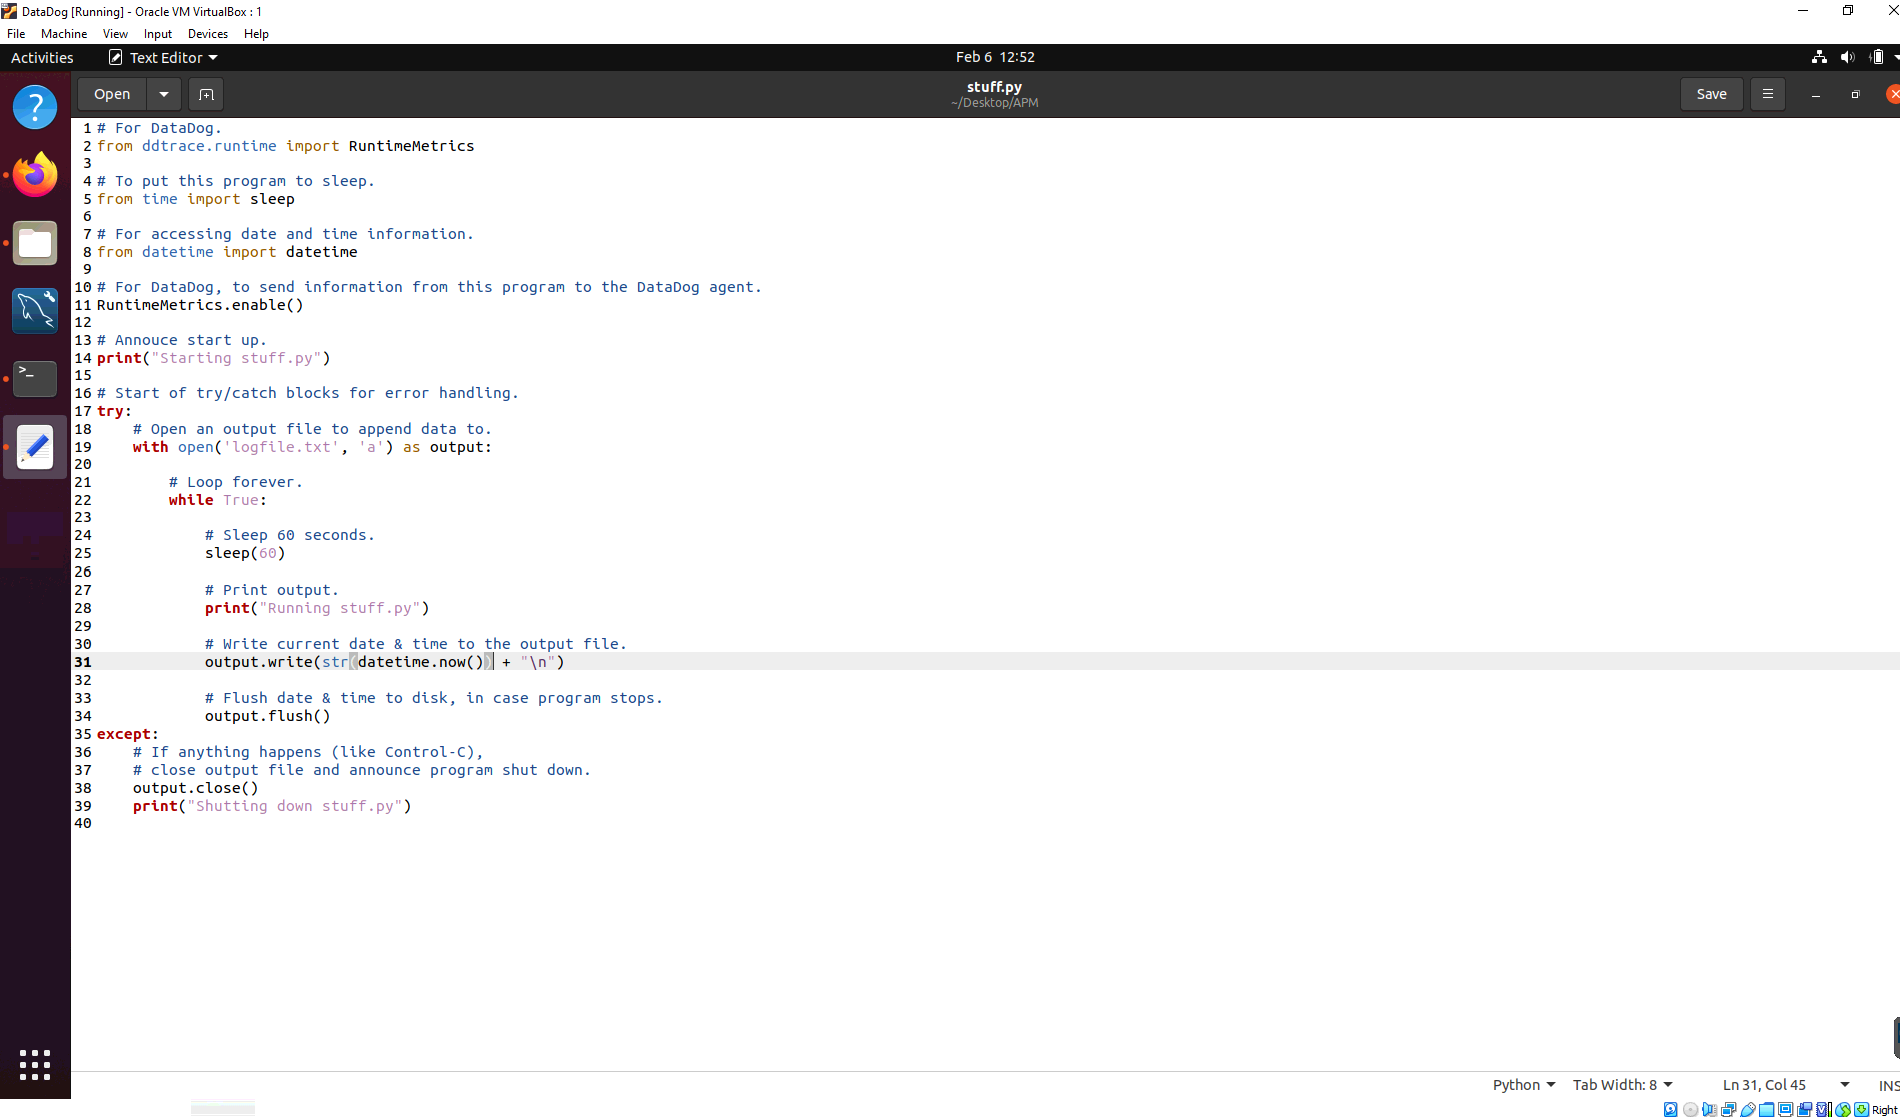 DataDog [Running] - Oracle VM VirtualBox : 1
File Machine View Input Devices Help
Activities Text Editor Feb 6 12:52
Open stuff.py Save
~/Desktop/APM
1 # For DataDog.
2 from ddtrace.runtime import RuntimeMetrics
3
4 # To put this program to sleep.
5 from time import sleep
6
7 # For accessing date and time information.
8 from datetime import datetime
9
10 # For DataDog, to send information from this program to the DataDog agent.
11 RuntimeMetrics.enable()
12
13 # Annouce start up.
14 print("Starting stuff.py")
15
16 # Start of try/catch blocks for error handling.
17 try:
18     # Open an output file to append data to.
19     with open('logfile.txt', 'a') as output:
20
21         # Loop forever.
22         while True:
23
24             # Sleep 60 seconds.
25             sleep(60)
26
27             # Print output.
28             print("Running stuff.py")
29
30             # Write current date & time to the output file.
31             output.write(str(datetime.now()) + "\n")
32
33             # Flush date & time to disk, in case program stops.
34             output.flush()
35 except:
36     # If anything happens (like Control-C),
37     # close output file and announce program shut down.
38     output.close()
39     print("Shutting down stuff.py")
40
Python Tab Width: 8 Ln 31, Col 45 INS
Right